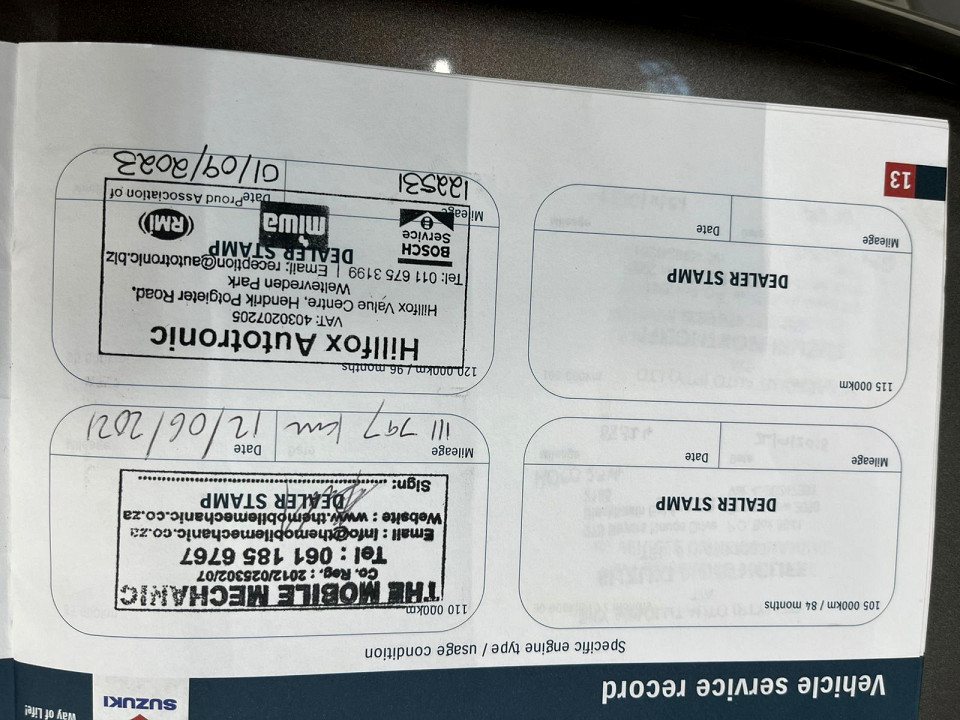 Vehicle service record
SUZUKI
Way of Life!
Specific engine type / usage condition
105 000km / 84 months
DEALER STAMP
Mileage
Date
110 000km
THE MOBILE MECHANIC
Co. Reg. : 2012/025302/07
Tel : 061 185 6767
Email : Info@themobilemechanic.co.za
Website : www.themobilemechanic.co.za
DEALER STAMP
Sign:
Mileage
Date
111 797 km
12/06/2021
115 000km
DEALER STAMP
Mileage
Date
120 000km / 96 months
Hillfox Autotronic
VAT: 4030207205
Hillfox Value Centre, Hendrik Potgieter Road,
Weltevreden Park
Tel: 011 675 3199 | Email: reception@autotronic.biz
DEALER STAMP
BOSCH
Service
miwa
RMI
Mileage
Date
Proud Association of
122531
01/09/2023
13